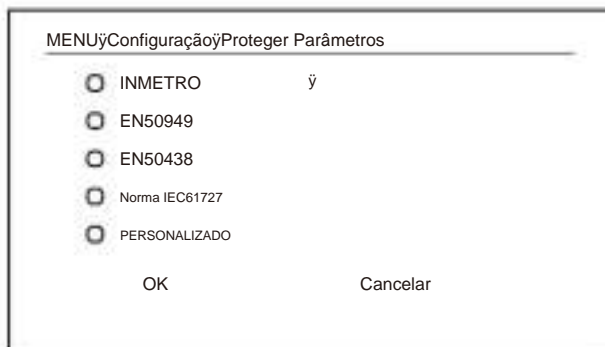 MENUÿConfiguraçãoÿProteger Parâmetros
INMETRO ÿ
EN50949
EN50438
Norma IEC61727
PERSONALIZADO
OK Cancelar